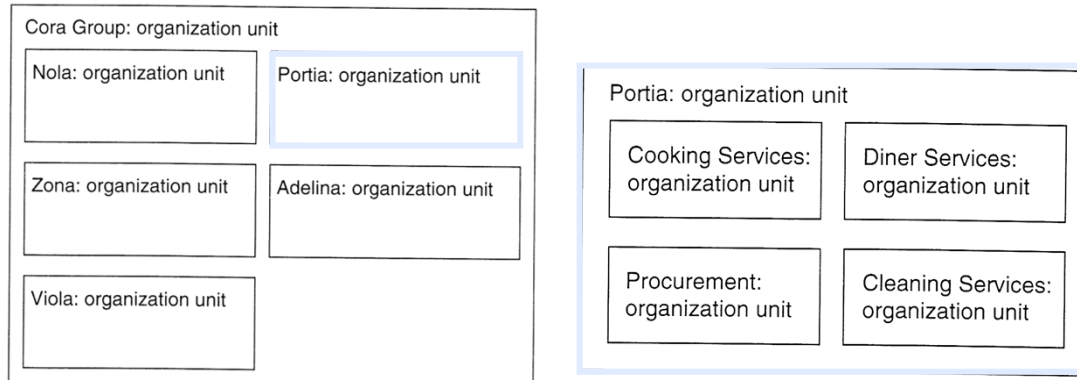 Cora Group: organization unit
Nola: organization unit
Portia: organization unit
Zona: organization unit
Adelina: organization unit
Viola: organization unit
Portia: organization unit
Cooking Services:
organization unit
Diner Services:
organization unit
Procurement:
organization unit
Cleaning Services:
organization unit